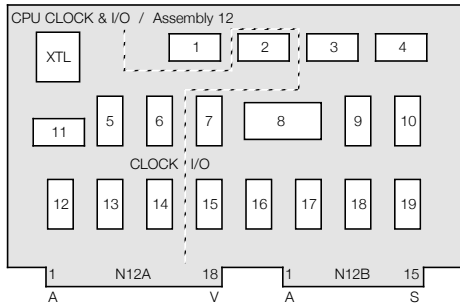 CPU CLOCK & I/O / Assembly 12
1 2 3 4
XTL
5 6 7 8 9 10
11
CLOCK I/O
12 13 14 15 16 17 18 19
1 N12A 18 1 N12B 15
A V A S